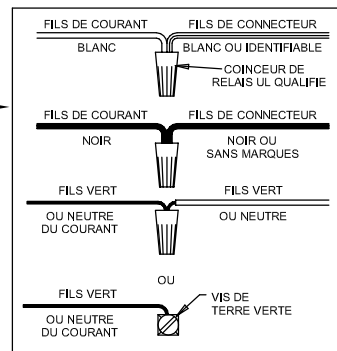 FILS DE COURANT FILS DE CONNECTEUR
BLANC BLANC OU IDENTIFIABLE
COINCEUR DE
RELAIS UL QUALIFIE
FILS DE COURANT FILS DE CONNECTEUR
NOIR NOIR OU
SANS MARQUES
FILS VERT FILS VERT
OU NEUTRE OU NEUTRE
DU COURANT
OU
FILS VERT VIS DE
TERRE VERTE
OU NEUTRE
DU COURANT